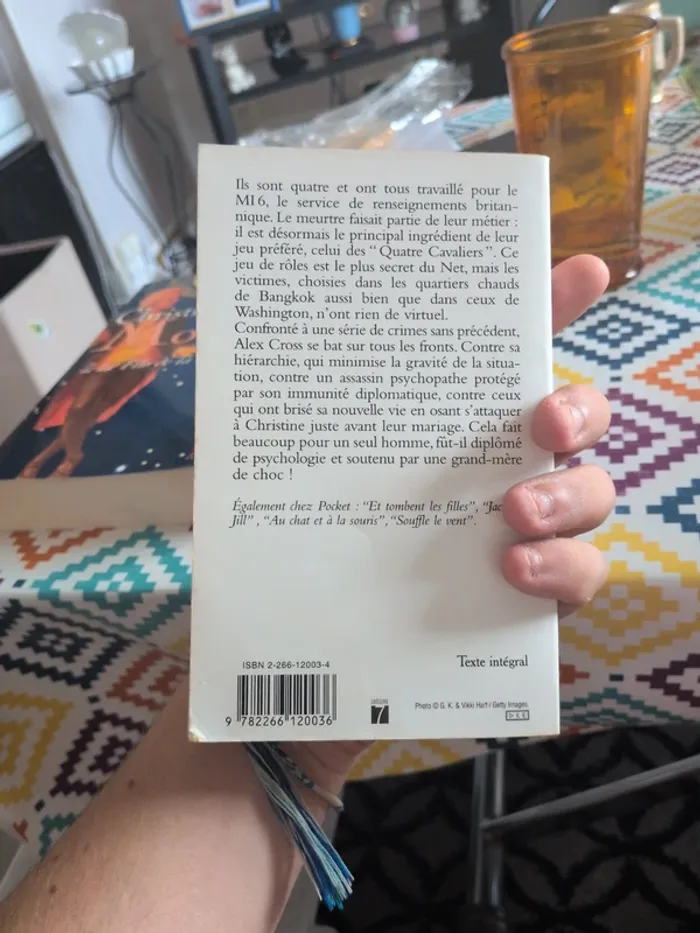 Ils sont quatre et ont tous travaillé pour le
MI 6, le service de renseignements britan-
nique. Le meurtre faisait partie de leur métier :
il est désormais le principal ingrédient de leur
jeu préféré, celui des “ Quatre Cavaliers ”. Ce
jeu de rôles est le plus secret du Net, mais les
victimes, choisies dans les quartiers chauds
de Bangkok aussi bien que dans ceux de
Washington, n’ont rien de virtuel.
Confronté à une série de crimes sans précédent,
Alex Cross se bat sur tous les fronts. Contre sa
hiérarchie, qui minimise la gravité de la situa-
tion, contre un assassin psychopathe protégé
par son immunité diplomatique, contre ceux
qui ont brisé sa nouvelle vie en osant s’attaquer
à Christine juste avant leur mariage. Cela fait
beaucoup pour un seul homme, fût-il diplômé
de psychologie et soutenu par une grand-mère
de choc !
Également chez Pocket : “Et tombent les filles”, “Jac
Jill” , “Au chat et à la souris”, “Souffle le vent”.
ISBN 2-266-12003-4
Texte intégral
9 782266 120036
7
Photo © G. K. & Vikki Hart / Getty Images
Christi